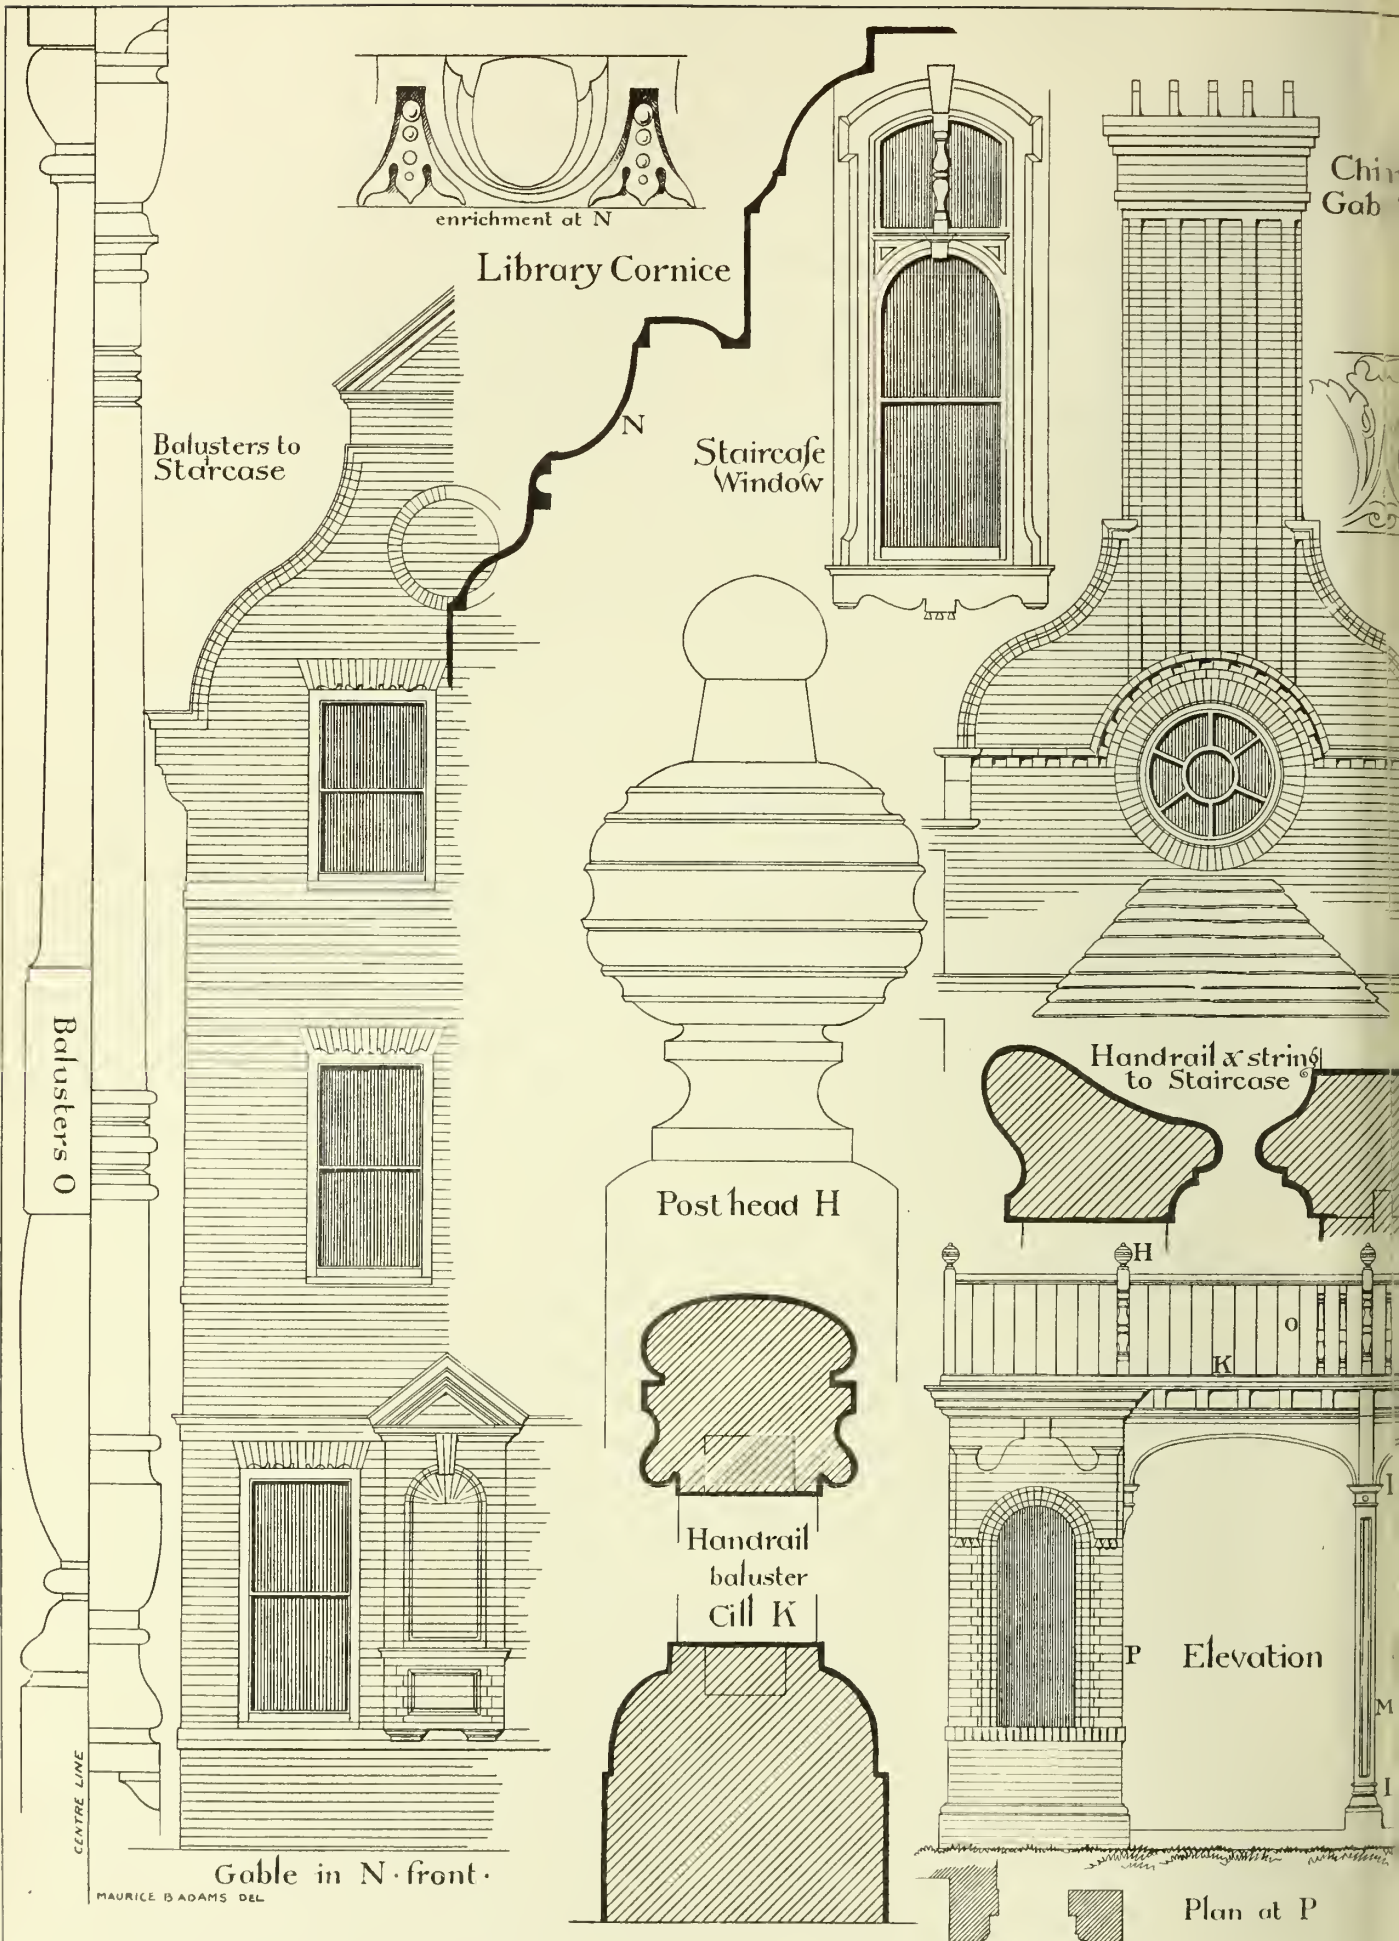 enrichment at N
Library Cornice
Gab
N
Balusters to
Staircase
Staircaſe
Window
Balusters O
Handrail & string
to Staircase
Post head H
H
O
K
Handrail
baluster
Cill K
P
Elevation
I
M
I
CENTRE LINE
Gable in N·front·
MAURICE B ADAMS DEL
Plan at P